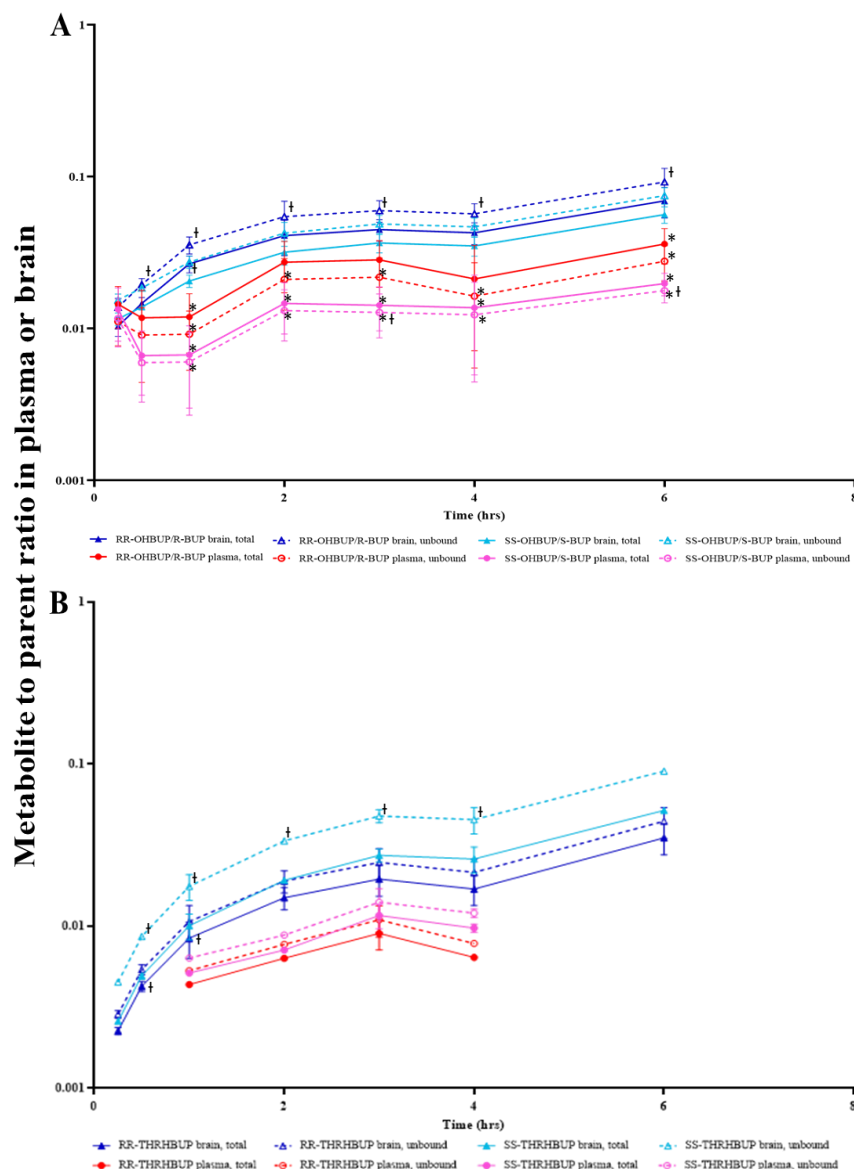 A
Metabolite to parent ratio in plasma or brain
1
0.1
0.01
0.001
0 2 4 6 8
Time (hrs)
RR-OHBUP/R-BUP brain, total RR-OHBUP/R-BUP brain, unbound SS-OHBUP/S-BUP brain, total SS-OHBUP/S-BUP brain, unbound
RR-OHBUP/R-BUP plasma, total RR-OHBUP/R-BUP plasma, unbound SS-OHBUP/S-BUP plasma, total SS-OHBUP/S-BUP plasma, unbound
B
1
0.1
0.01
0.001
0 2 4 6 8
Time (hrs)
RR-THRHBUP brain, total RR-THRHBUP brain, unbound SS-THRHBUP brain, total SS-THRHBUP brain, unbound
RR-THRHBUP plasma, total RR-THRHBUP plasma, unbound SS-THRHBUP plasma, total SS-THRHBUP plasma, unbound